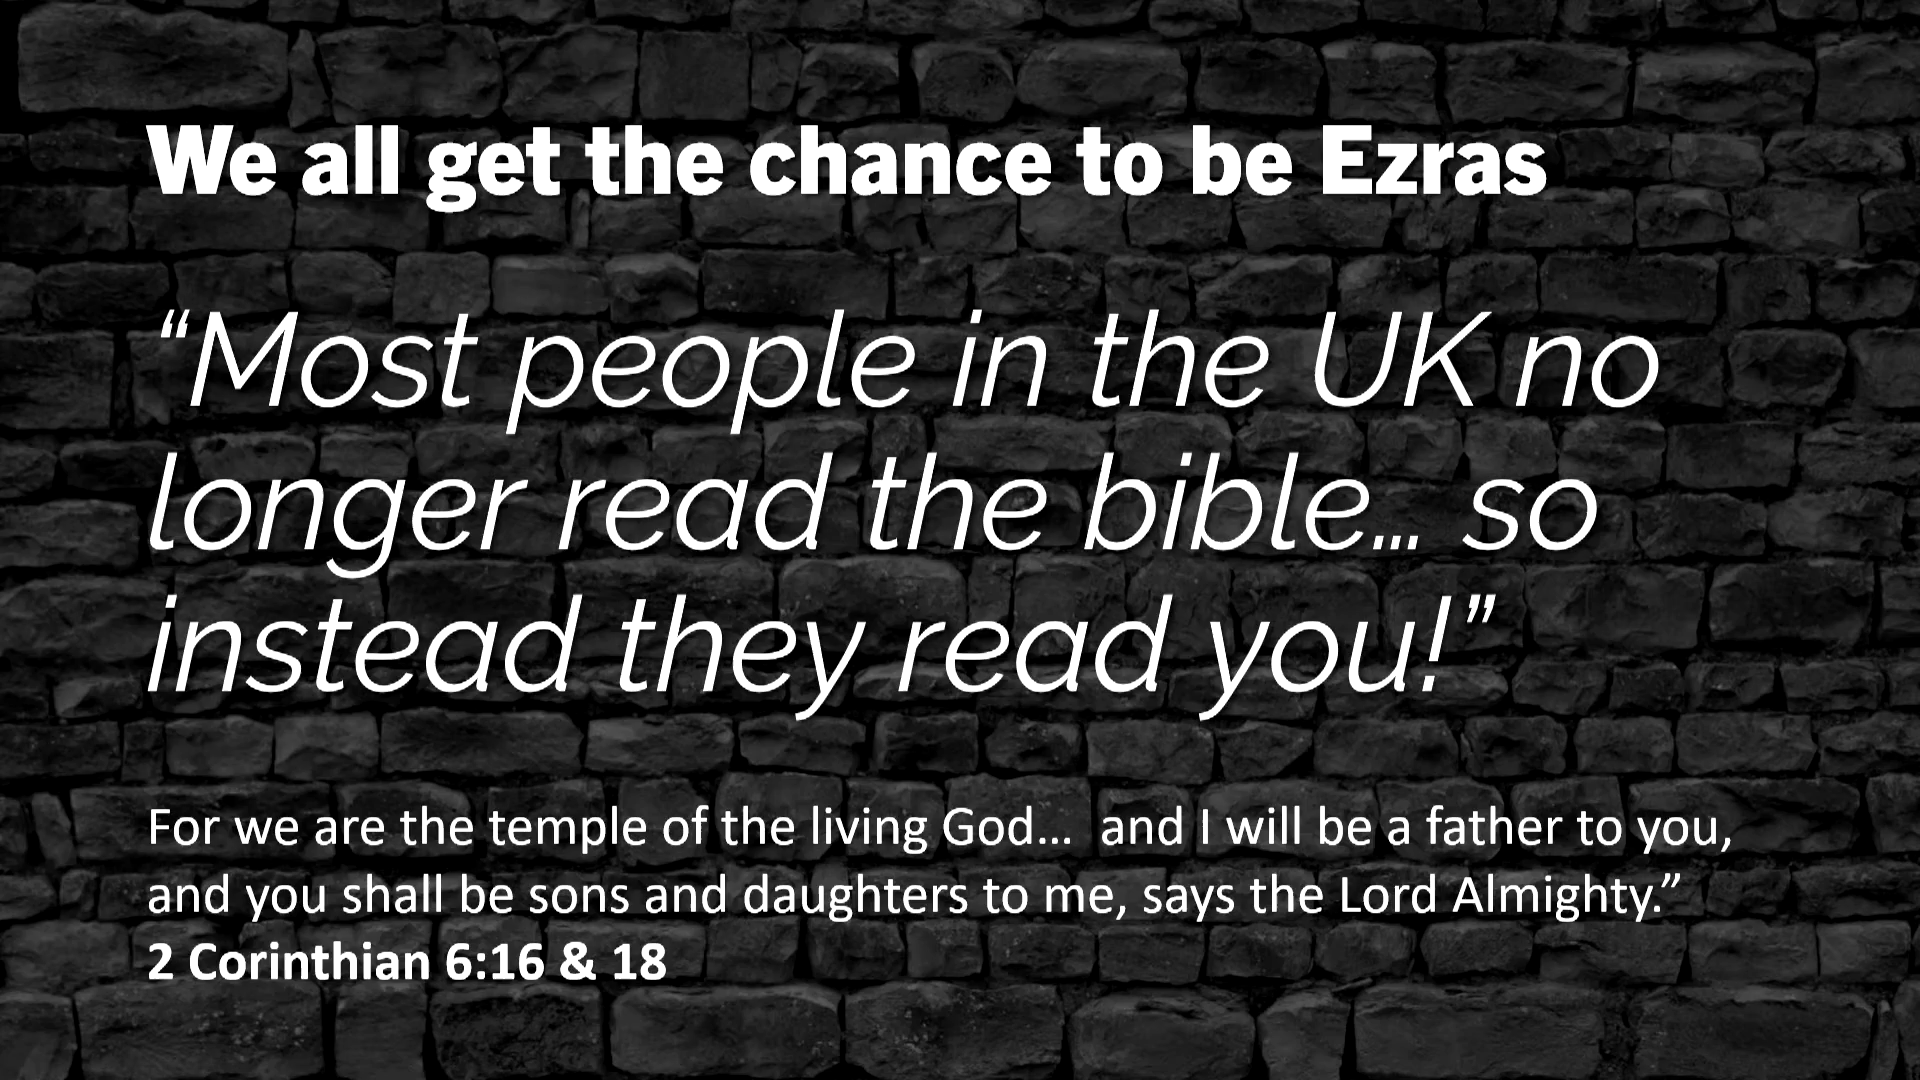 We all get the chance to be Ezras
“Most people in the UK no
longer read the bible… so
instead they read you!”
For we are the temple of the living God…  and I will be a father to you,
and you shall be sons and daughters to me, says the Lord Almighty.”
2 Corinthian 6:16 & 18